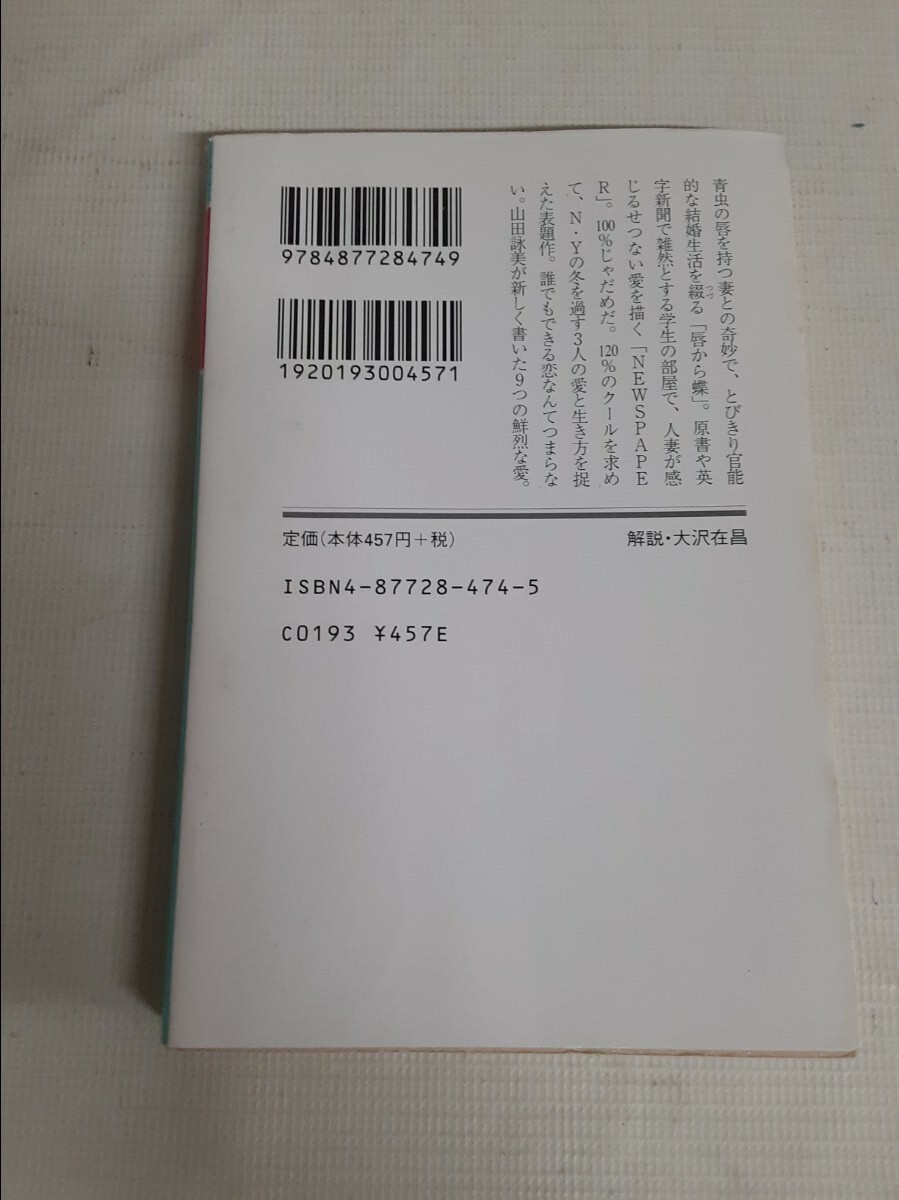 青虫の唇を持つ妻との奇妙で、とびきり官能
的な結婚生活を綴る「唇から蝶」。原書や英
字新聞で雑然とする学生の部屋で、人妻が感
じるせつない愛を描く「NEWSPAPE
R」。100％じゃだめだ。120％のクールを求め
て、N・Yの冬を過す3人の愛と生き方を捉
えた表題作。誰でもできる恋なんてつまらな
い。山田詠美が新しく書いた9つの鮮烈な愛。
つづ
9784877284749
1920193004571
定価(本体457円+税)
解説・大沢在昌
ISBN4-87728-474-5
C0193 ¥457E